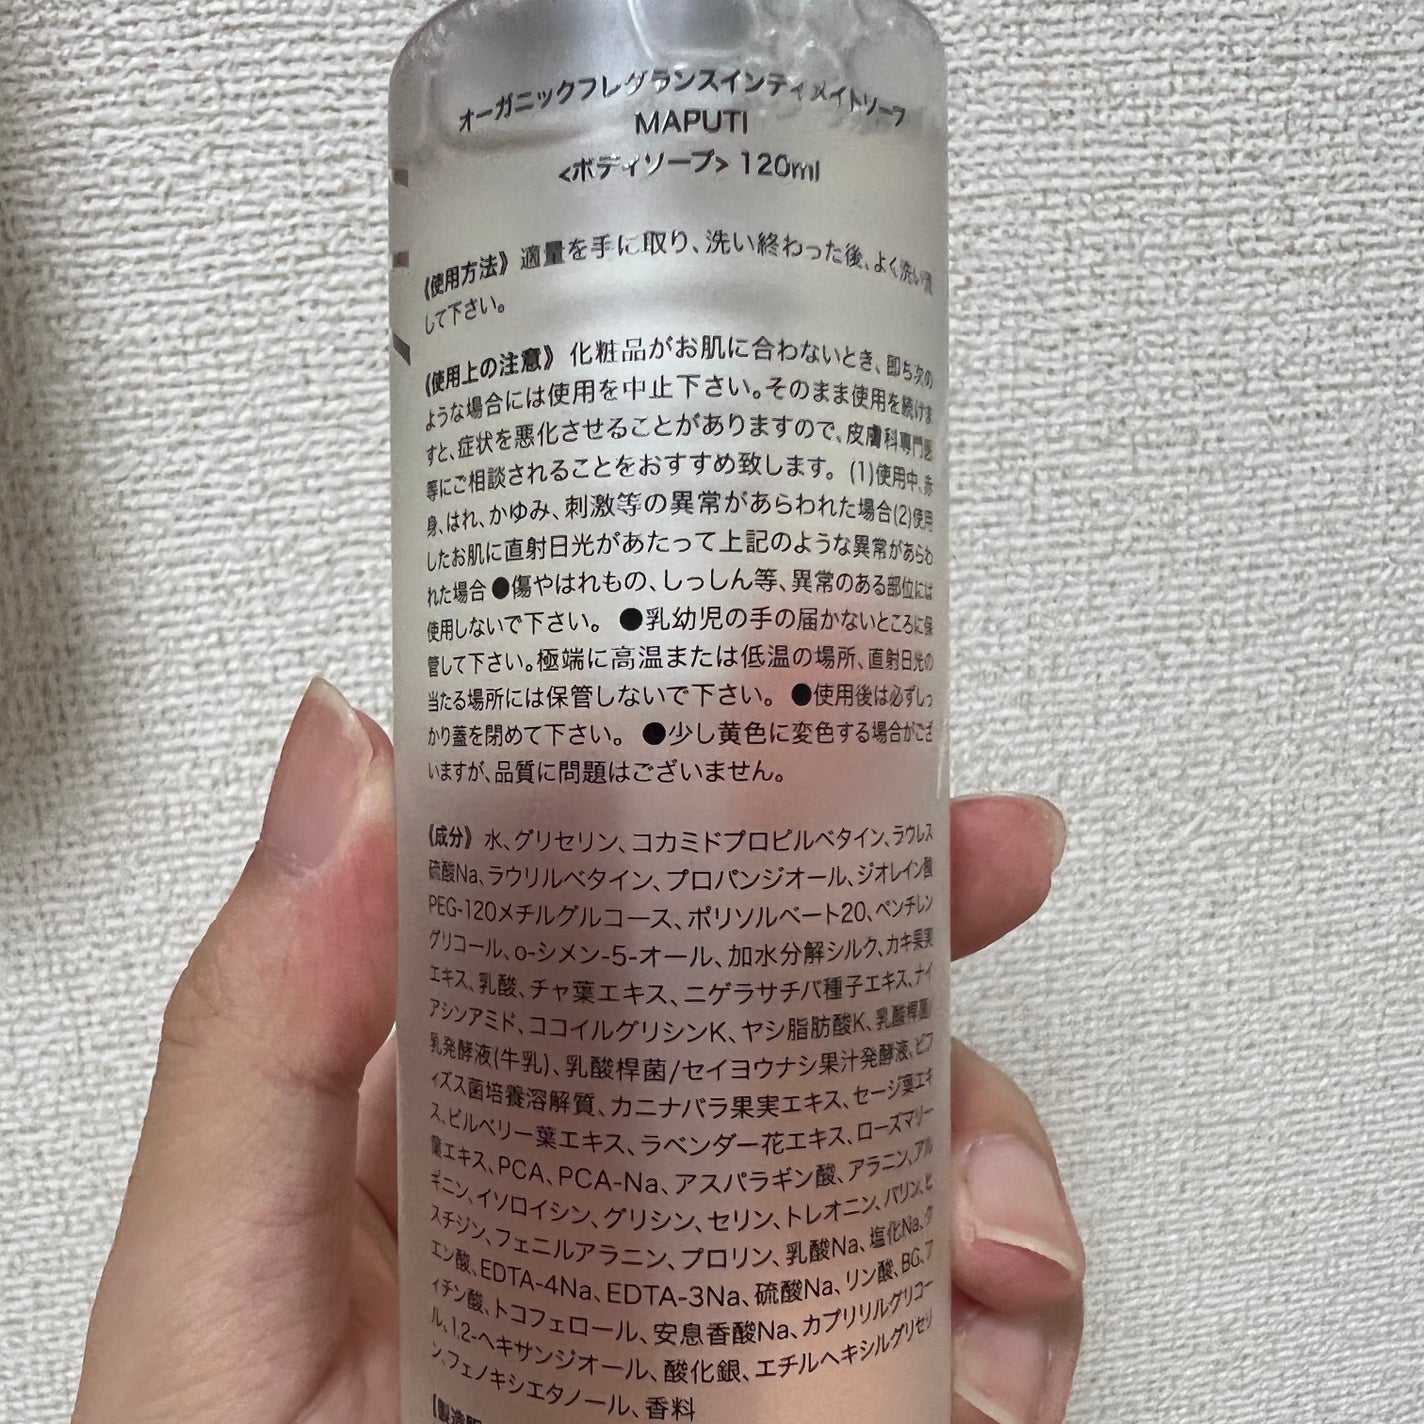 オーガニックフレグランスインティメイトソープ
MAPUTI
<ボディソープ> 120ml
《使用方法》 適量を手に取り、洗い終わった後、よく洗い流
して下さい。
《使用上の注意》 化粧品がお肌に合わないとき、即ち次の
ような場合には使用を中止下さい。そのまま使用を続けま
すと、症状を悪化させることがありますので、皮膚科専門医
等にご相談されることをおすすめ致します。 (1)使用中、赤
身、はれ、かゆみ、刺激等の異常があらわれた場合(2)使用
したお肌に直射日光があたって上記のような異常があらわ
れた場合 ●傷やはれもの、しっしん等、異常のある部位には
使用しないで下さい。 ●乳幼児の手の届かないところに保
管して下さい。極端に高温または低温の場所、直射日光の
当たる場所には保管しないで下さい。 ●使用後は必ずしっ
かり蓋を閉めて下さい。 ●少し黄色に変色する場合がござ
いますが、品質に問題はございません。
《成分》 水、グリセリン、コカミドプロピルベタイン、ラウレス
硫酸Na、ラウリルベタイン、プロパンジオール、ジオレイン酸
PEG-120メチルグルコース、ポリソルベート20、ペンチレン
グリコール、o-シメン-5-オール、加水分解シルク、カキ果実
エキス、乳酸、チャ葉エキス、ニゲラサチバ種子エキス、ナイ
アシンアミド、ココイルグリシンK、ヤシ脂肪酸K、乳酸桿菌/
乳発酵液(牛乳)、乳酸桿菌/セイヨウナシ果汁発酵液、ビフ
ィズス菌培養溶解質、カニナバラ果実エキス、セージ葉エキ
ス、ビルベリー葉エキス、ラベンダー花エキス、ローズマリー
葉エキス、PCA、PCA-Na、アスパラギン酸、アラニン、アル
ギニン、イソロイシン、グリシン、セリン、トレオニン、バリン、ヒ
スチジン、フェニルアラニン、プロリン、乳酸Na、塩化Na、ク
エン酸、EDTA-4Na、EDTA-3Na、硫酸Na、リン酸、BG、フ
ィチン酸、トコフェロール、安息香酸Na、カプリリルグリコー
ル、1,2-ヘキサンジオール、酸化銀、エチルヘキシルグリセリ
ン、フェノキシエタノール、香料